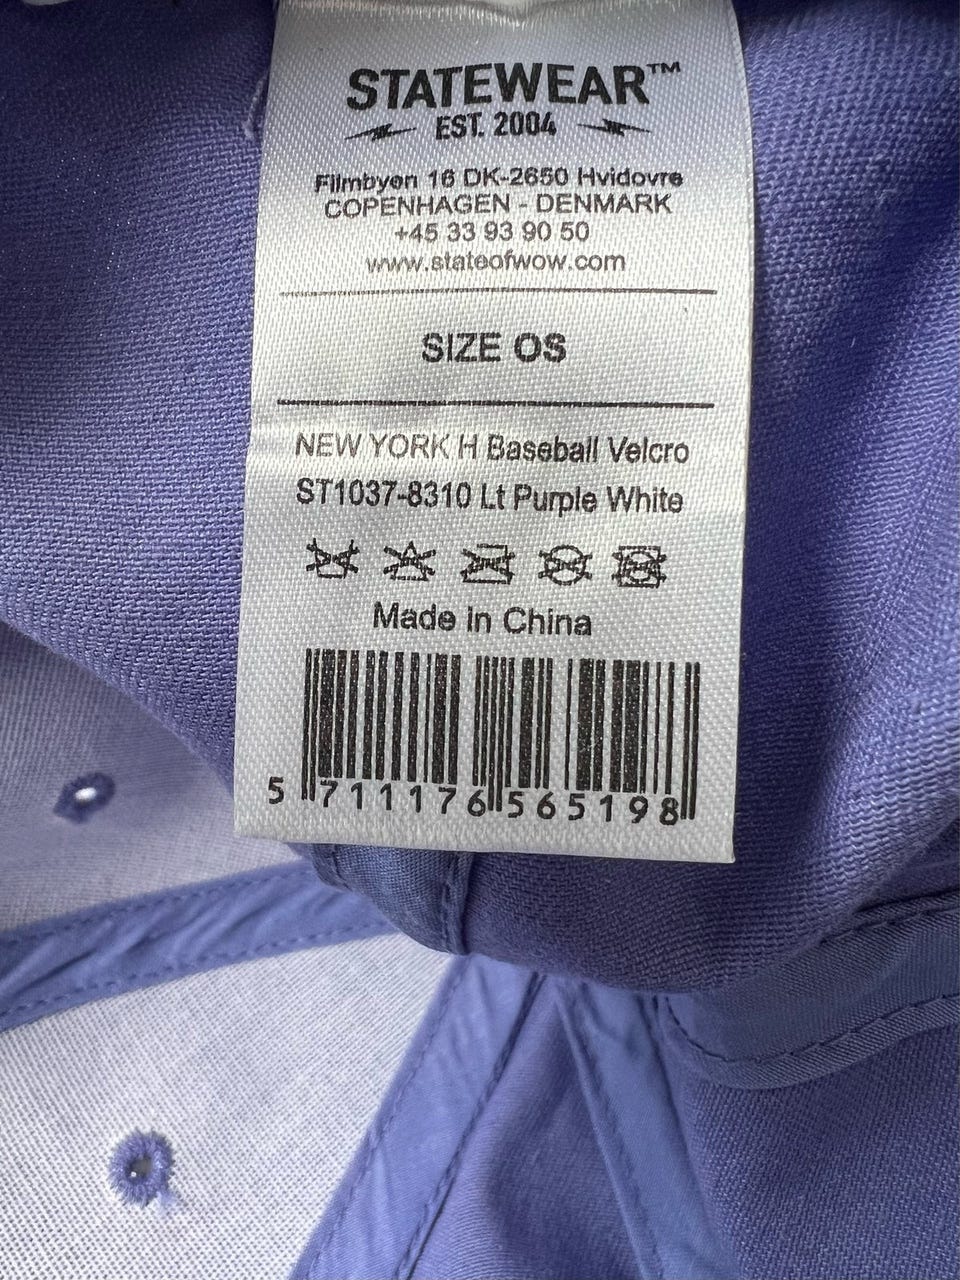 STATEWEAR™
EST. 2004
Filmbyen 16 DK-2650 Hvidovre
COPENHAGEN - DENMARK
+45 33 93 90 50
www.stateofwow.com
SIZE OS
NEW YORK H Baseball Velcro
ST1037-8310 Lt Purple White
Made in China
5 711176 565198